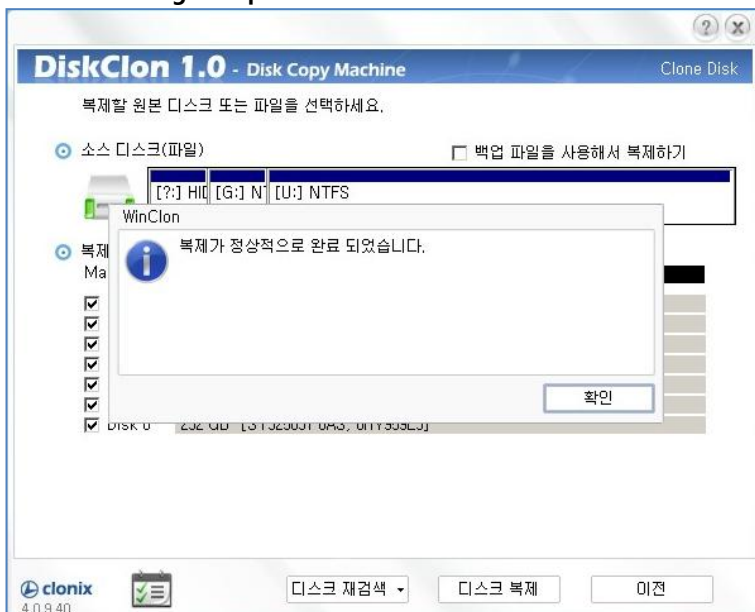 DiskClon 1.0 - Disk Copy Machine
Clone Disk
복제할 원본 디스크 또는 파일을 선택하세요.
소스 디스크(파일)
백업 파일을 사용해서 복제하기
[?:] HID [G:] NT [U:] NTFS
WinClon
복제가 정상적으로 완료 되었습니다.
복제
Ma
확인
Disk
디스크 재검색
디스크 복제
이전
clonix
4.0.9.40